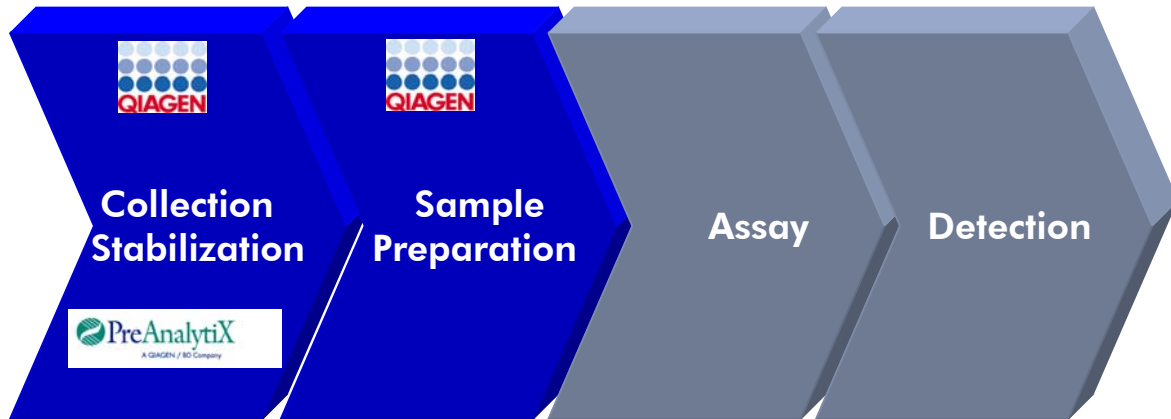 QIAGEN
QIAGEN
Collection
Stabilization
Sample
Preparation
Assay
Detection
PreAnalytiX
A QIAGEN / BD Company